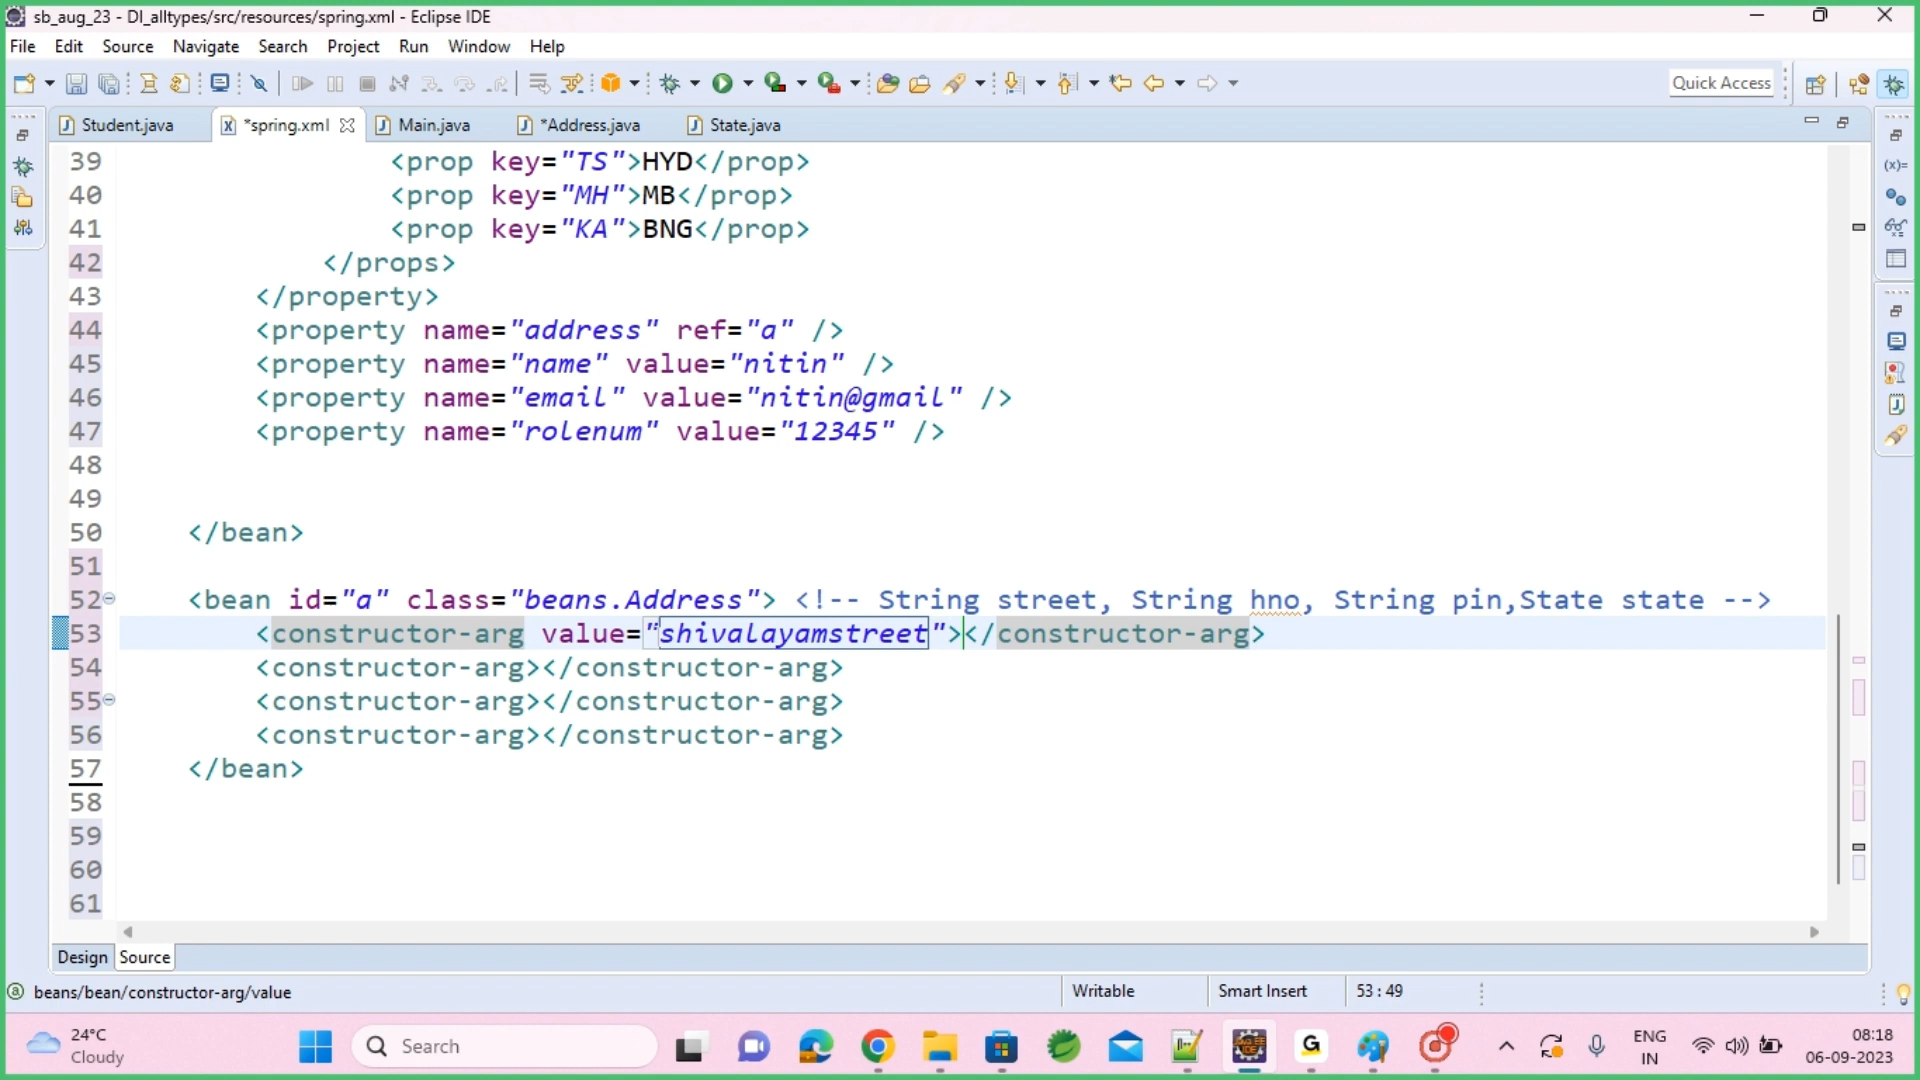 sb_aug_23 - DI_alltypes/src/resources/spring.xml - Eclipse IDE
File Edit Source Navigate Search Project Run Window Help
Quick Access
Student.java *spring.xml Main.java *Address.java State.java
39 <prop key="TS">HYD</prop>
40 <prop key="MH">MB</prop>
41 <prop key="KA">BNG</prop>
42 </props>
43 </property>
44 <property name="address" ref="a" />
45 <property name="name" value="nitin" />
46 <property name="email" value="nitin@gmail" />
47 <property name="rolenum" value="12345" />
48
49
50 </bean>
51
52 <bean id="a" class="beans.Address"> <!-- String street, String hno, String pin,State state -->
53 <constructor-arg value="shivalayamstreet"></constructor-arg>
54 <constructor-arg></constructor-arg>
55 <constructor-arg></constructor-arg>
56 <constructor-arg></constructor-arg>
57 </bean>
58
59
60
61
Design Source
beans/bean/constructor-arg/value Writable Smart Insert 53 : 49
24°C
Cloudy
Search
ENG
IN
08:18
06-09-2023